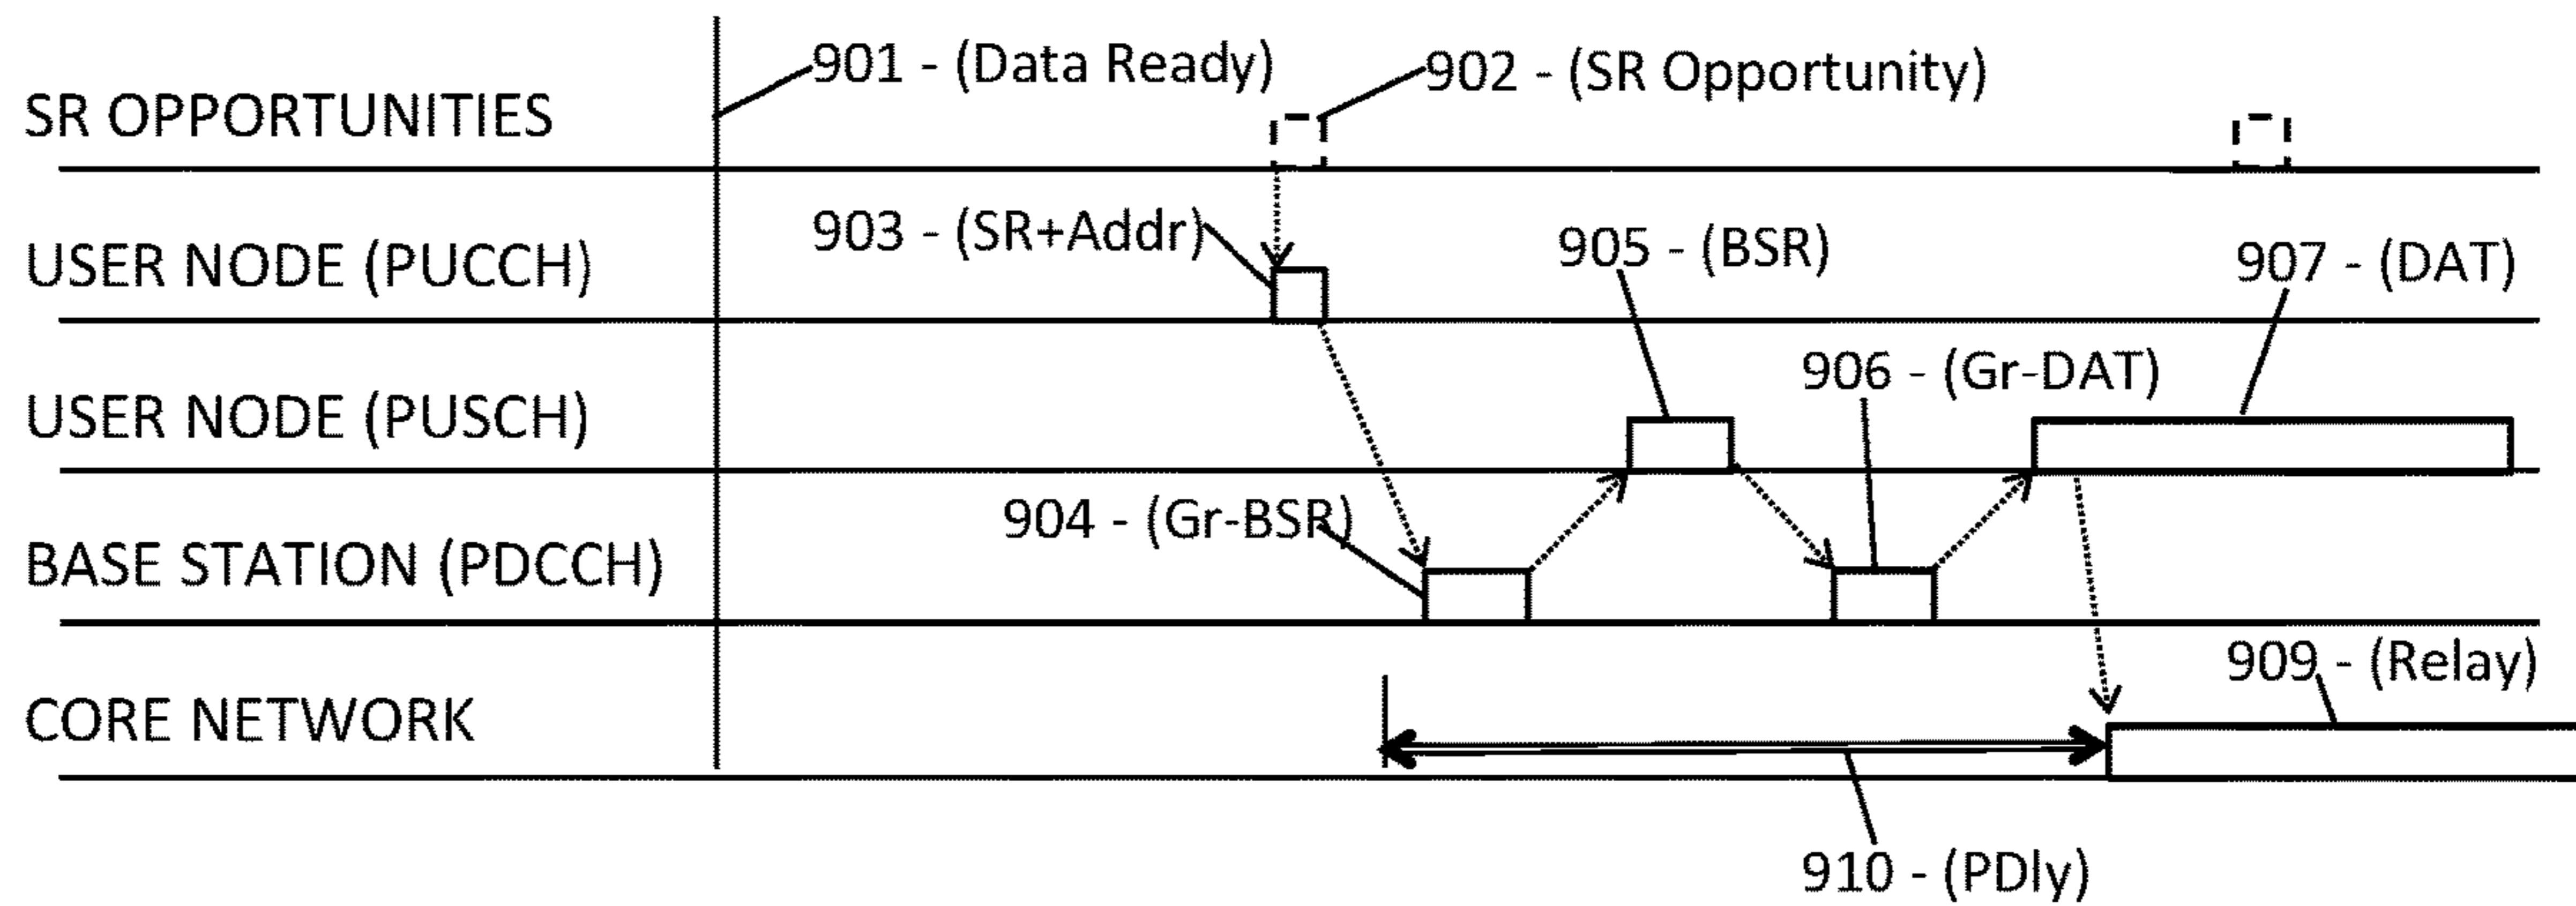 901 - (Data Ready)
902 - (SR Opportunity)
SR OPPORTUNITIES
903 - (SR+Addr)
905 - (BSR)
907 - (DAT)
USER NODE (PUCCH)
906 - (Gr-DAT)
USER NODE (PUSCH)
904 - (Gr-BSR)
BASE STATION (PDCCH)
909 - (Relay)
CORE NETWORK
910 - (PDly)